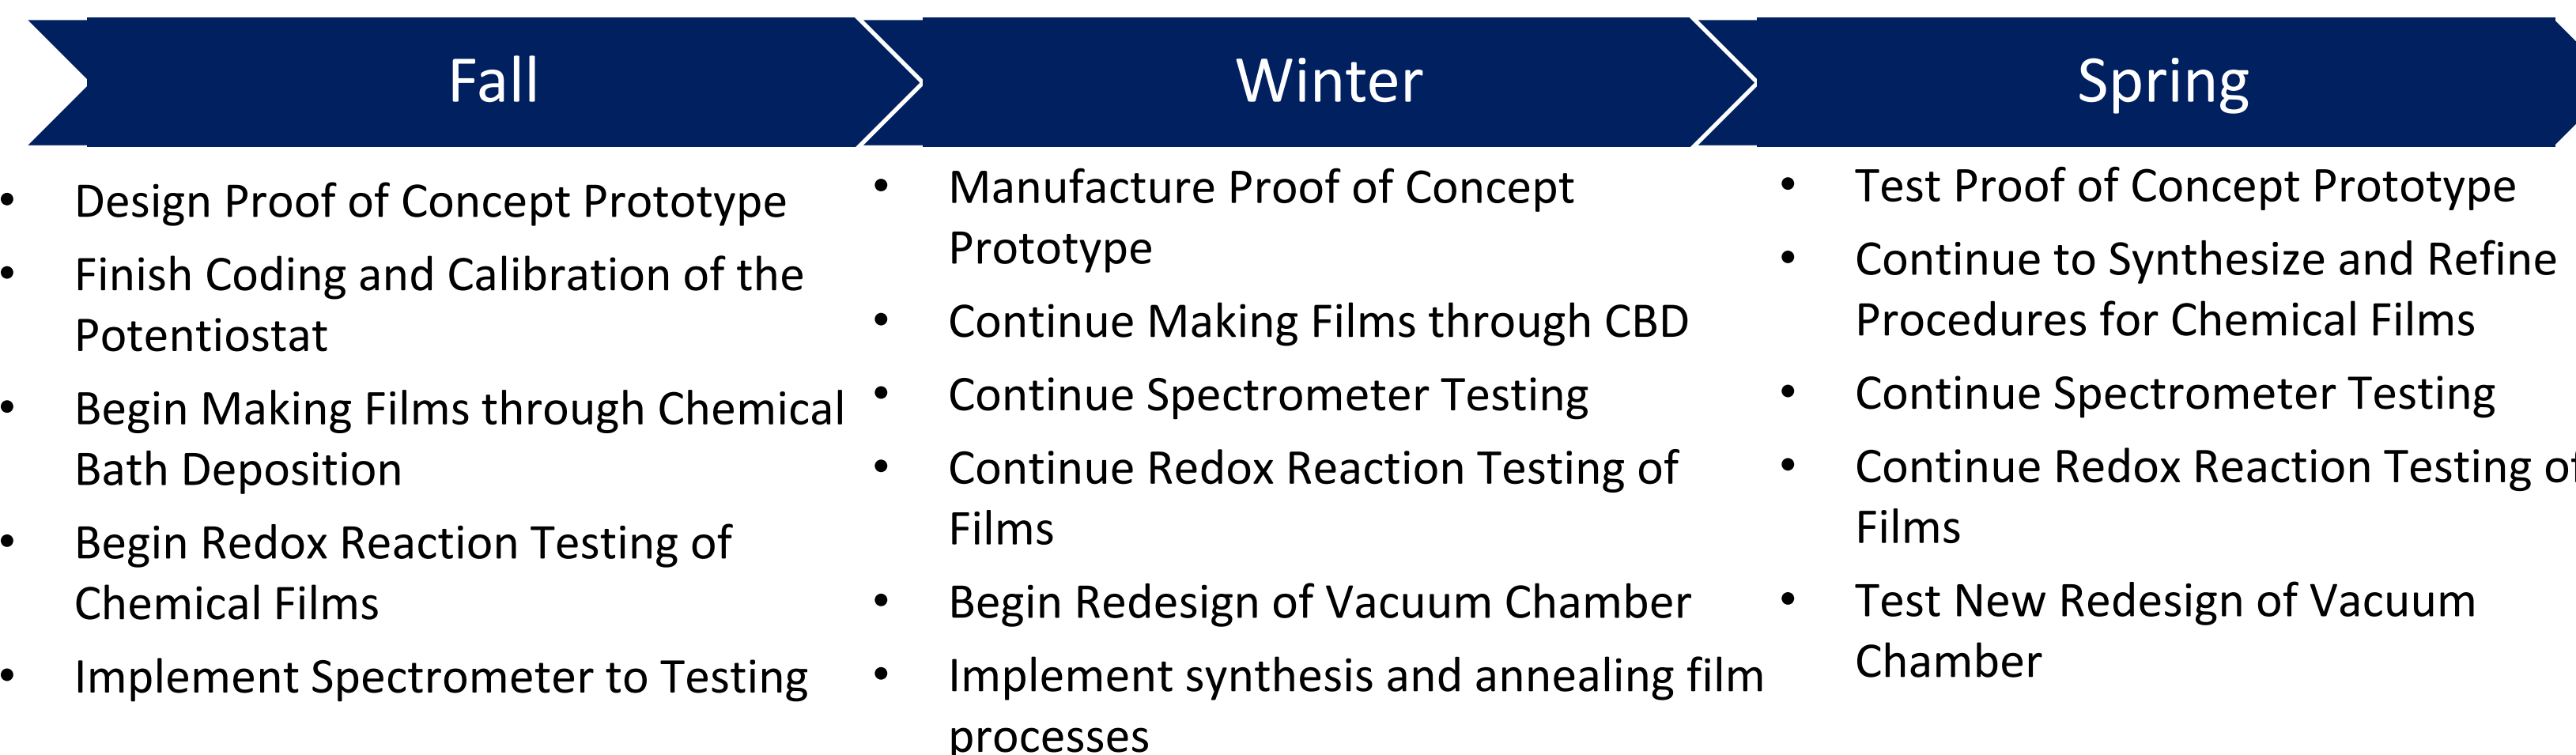 Fall
Winter
Spring
• Design Proof of Concept Prototype
• Finish Coding and Calibration of the
Potentiostat
• Begin Making Films through Chemical
Bath Deposition
• Begin Redox Reaction Testing of
Chemical Films
• Implement Spectrometer to Testing
• Manufacture Proof of Concept
Prototype
• Continue Making Films through CBD
• Continue Spectrometer Testing
• Continue Redox Reaction Testing of
Films
• Begin Redesign of Vacuum Chamber
• Implement synthesis and annealing film
processes
• Test Proof of Concept Prototype
• Continue to Synthesize and Refine
Procedures for Chemical Films
• Continue Spectrometer Testing
• Continue Redox Reaction Testing of
Films
• Test New Redesign of Vacuum
Chamber